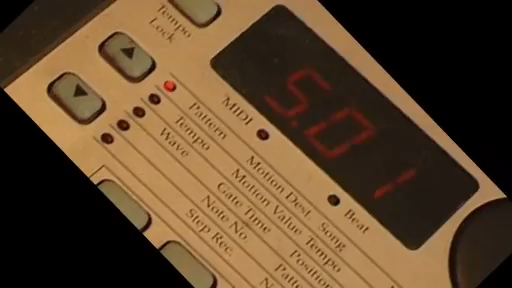 Tempo
Lock
S.01
MIDI
Beat
Pattern
Tempo
Wave
Motion Dest. Song
Motion Value Tempo
Gate Time Position
Note No
Step Rec.